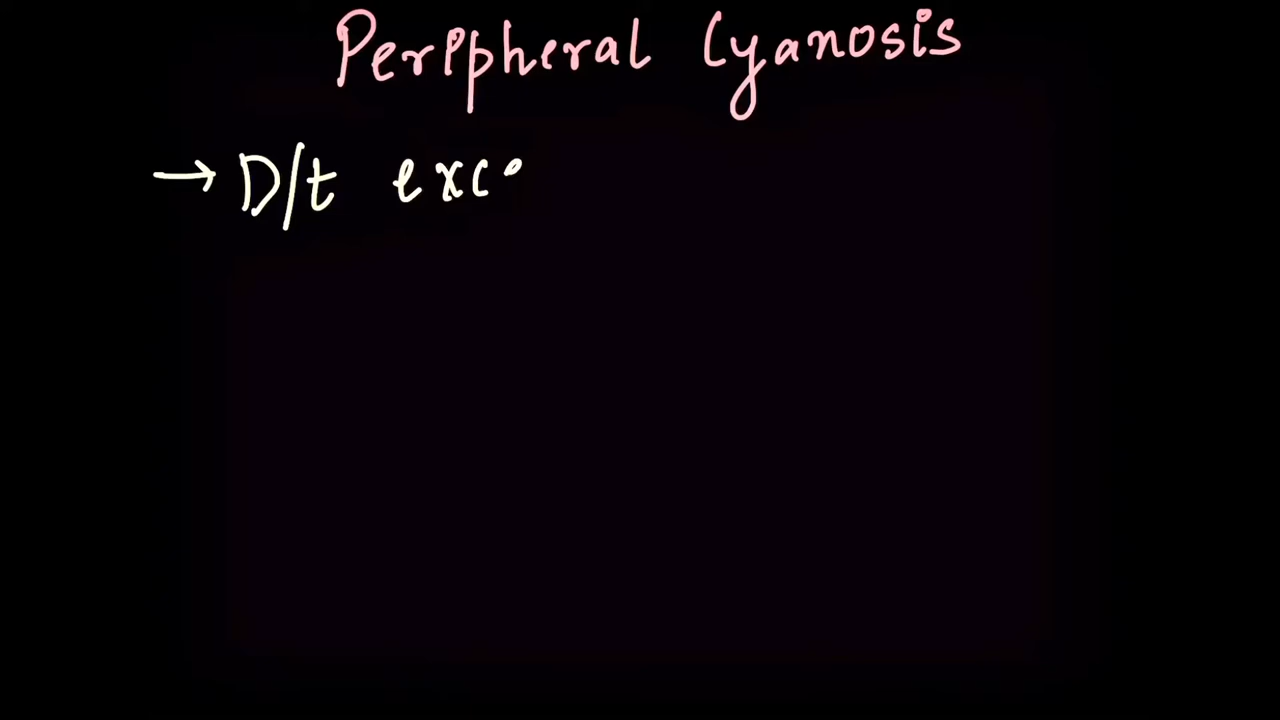 Peripheral Cyanosis
→ D/t exc